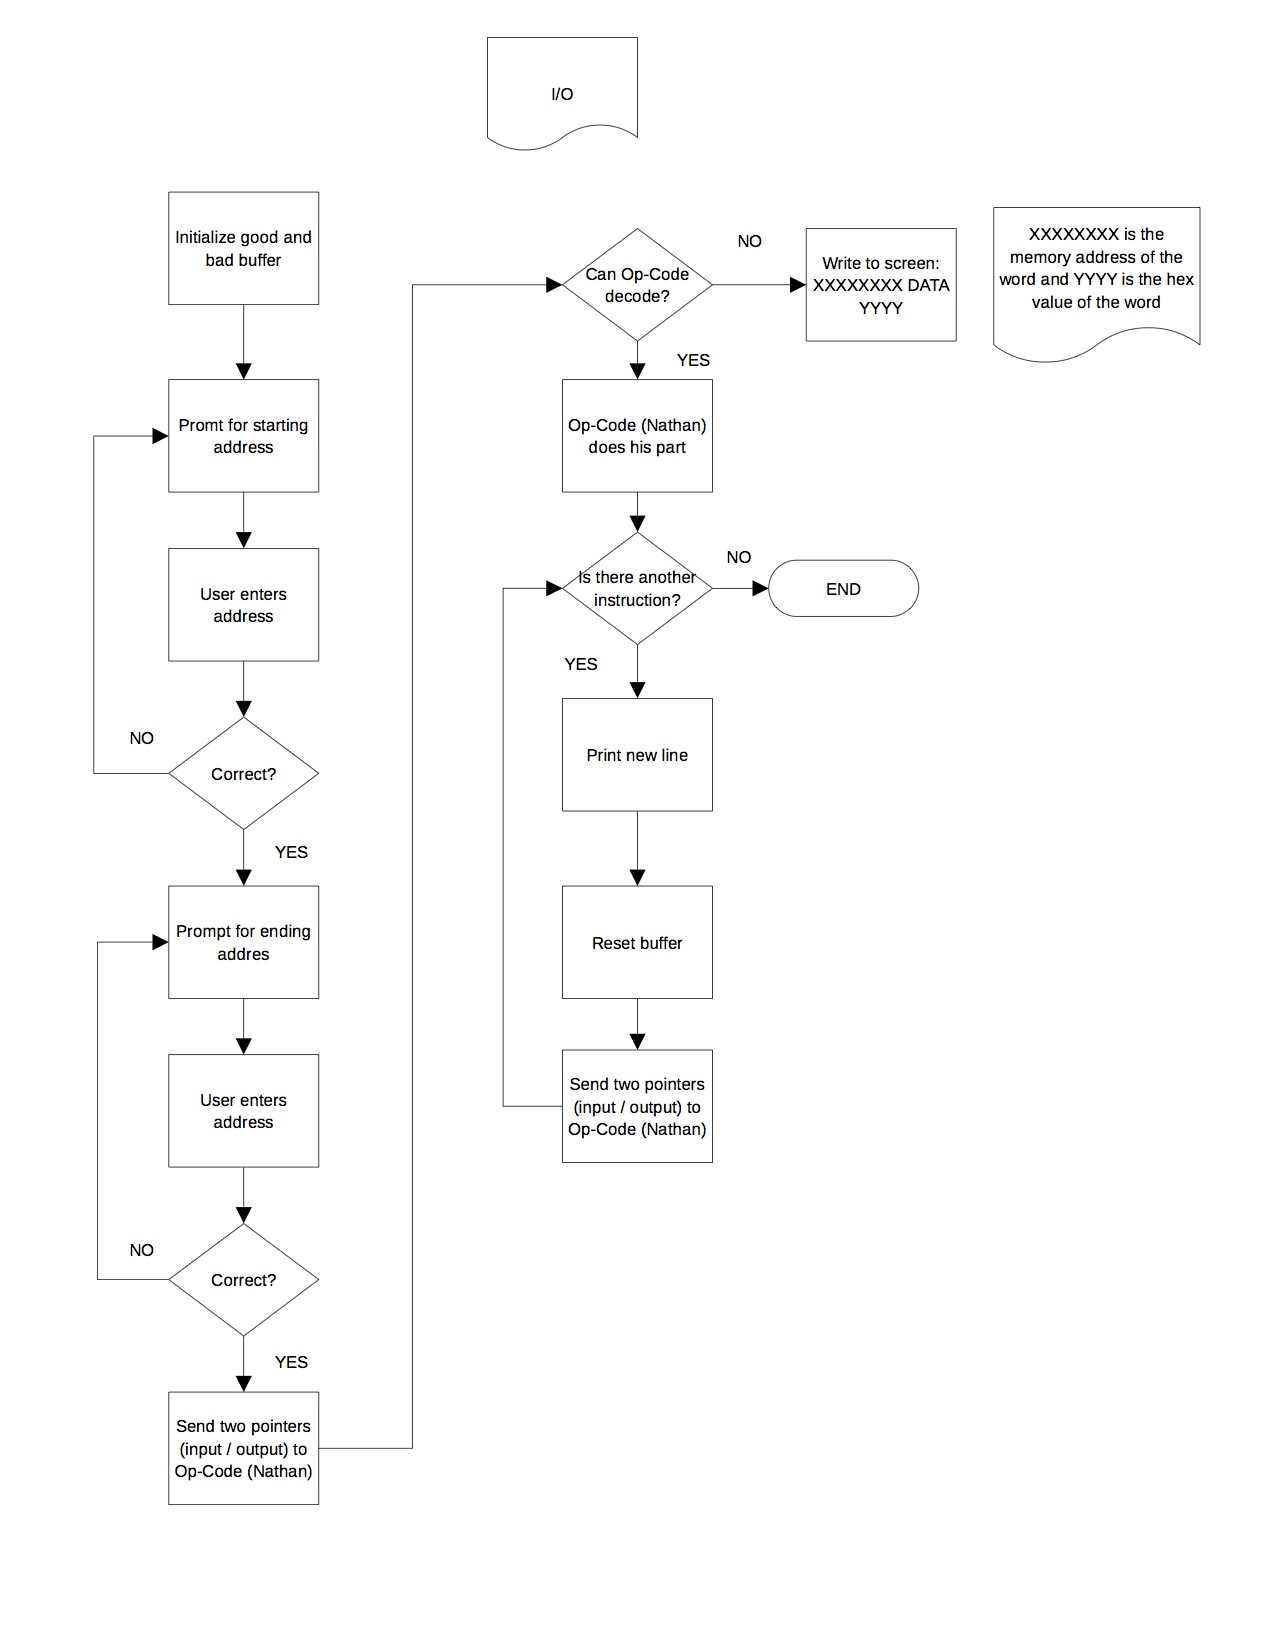 I/O
Initialize good and
bad buffer
Promt for starting
address
User enters
address
NO
Correct?
YES
Prompt for ending
addres
User enters
address
NO
Correct?
YES
Send two pointers
(input / output) to
Op-Code (Nathan)
Can Op-Code
decode?
NO
Write to screen:
XXXXXXXX DATA
YYYY
XXXXXXXX is the
memory address of the
word and YYYY is the hex
value of the word
YES
Op-Code (Nathan)
does his part
Is there another
instruction?
NO
END
YES
Print new line
Reset buffer
Send two pointers
(input / output) to
Op-Code (Nathan)